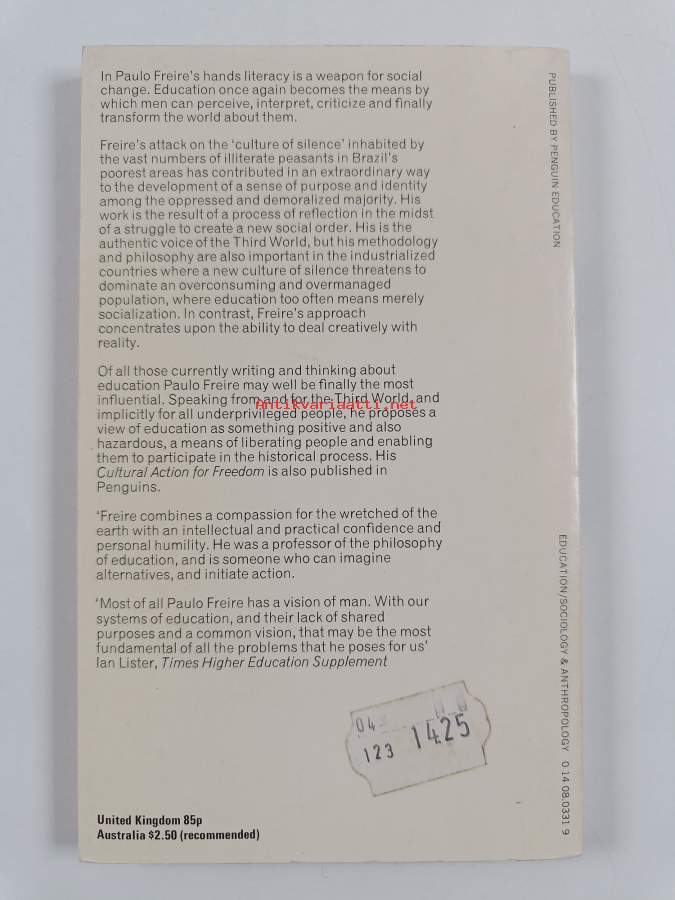 In Paulo Freire's hands literacy is a weapon for social
change. Education once again becomes the means by
which men can perceive, interpret, criticize and finally
transform the world about them.
Freire's attack on the 'culture of silence' inhabited by
the vast numbers of illiterate peasants in Brazil's
poorest areas has contributed in an extraordinary way
to the development of a sense of purpose and identity
among the oppressed and demoralized majority. His
work is the result of a process of reflection in the midst
of a struggle to create a new social order. His is the
authentic voice of the Third World, but his methodology
and philosophy are also important in the industrialized
countries where a new culture of silence threatens to
dominate an overconsuming and overmanaged
population, where education too often means merely
socialization. In contrast, Freire's approach
concentrates upon the ability to deal creatively with
reality.
Of all those currently writing and thinking about
education Paulo Freire may well be finally the most
influential. Speaking from and for the Third World, and
implicitly for all underprivileged people, he proposes a
view of education as something positive and also
hazardous, a means of liberating people and enabling
them to participate in the historical process. His
Cultural Action for Freedom is also published in
Penguins.
'Freire combines a compassion for the wretched of the
earth with an intellectual and practical confidence and
personal humility. He was a professor of the philosophy
of education, and is someone who can imagine
alternatives, and initiate action.
'Most of all Paulo Freire has a vision of man. With our
systems of education, and their lack of shared
purposes and a common vision, that may be the most
fundamental of all the problems that he poses for us'
Ian Lister, Times Higher Education Supplement
United Kingdom 85p
Australia $2.50 (recommended)
PUBLISHED BY PENGUIN EDUCATION
EDUCATION/SOCIOLOGY & ANTHROPOLOGY 0 14 08.0331 9
04
123 1425
Antikvariaatti.net